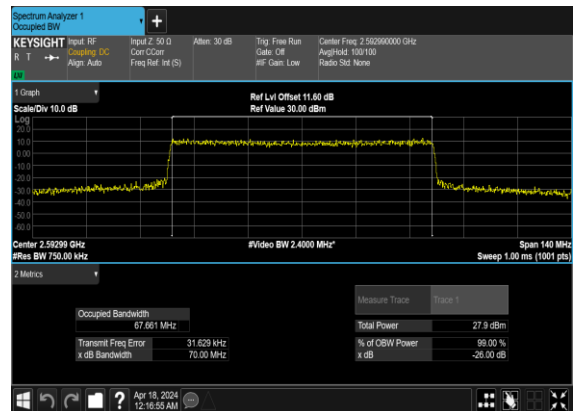 Spectrum Analyzer 1
Occupied BW
KEYSIGHT Input: RF Input Z: 50 Ω Atten: 30 dB Trig: Free Run Center Freq: 2.592990000 GHz
R T Coupling: DC Corr CCorr Gate: Off Avg|Hold: 100/100
Align: Auto Freq Ref: Int (S) #IF Gain: Low Radio Std: None
LXI
1 Graph
Ref Lvl Offset 11.60 dB
Scale/Div 10.0 dB Ref Value 30.00 dBm
Log
20.0
10.0
0.00
-10.0
-20.0
-30.0
-40.0
-50.0
-60.0
Center 2.59299 GHz #Video BW 2.4000 MHz* Span 140 MHz
#Res BW 750.00 kHz Sweep 1.00 ms (1001 pts)
2 Metrics
Measure Trace Trace 1
Occupied Bandwidth
67.661 MHz Total Power 27.9 dBm
Transmit Freq Error 31.629 kHz % of OBW Power 99.00 %
x dB Bandwidth 70.00 MHz x dB -26.00 dB
Apr 18, 2024
12:16:55 AM